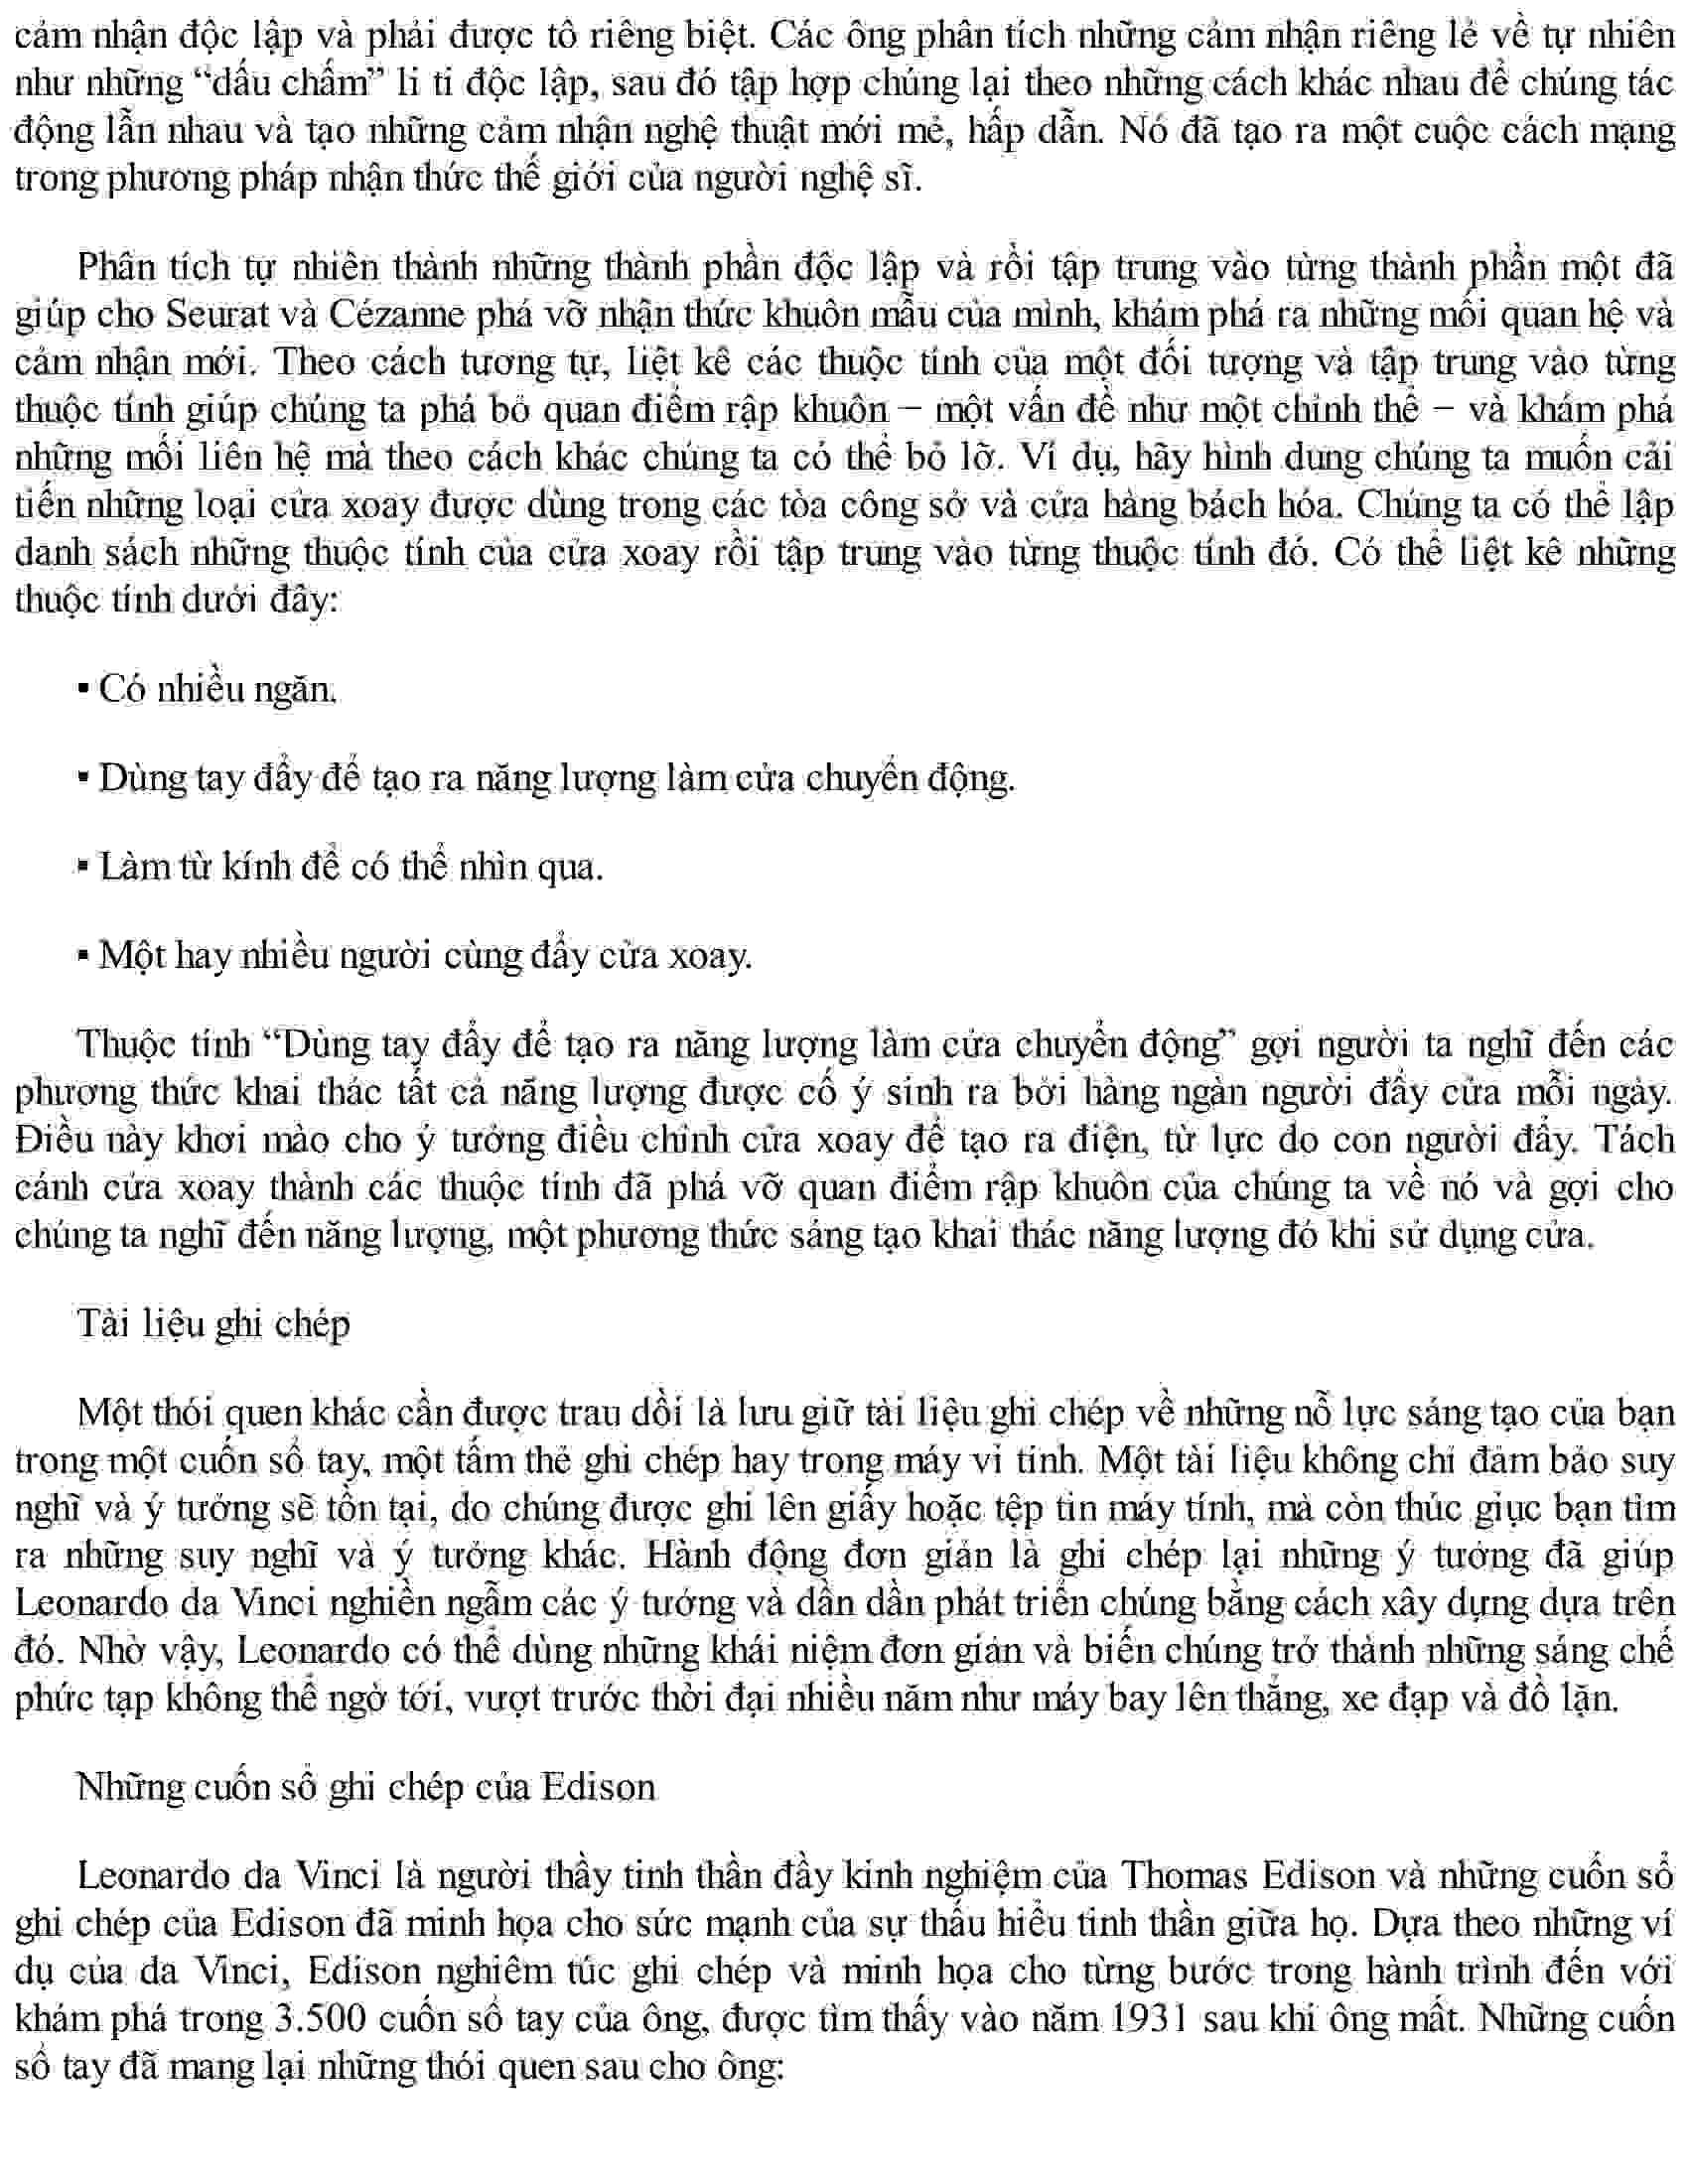 cảm nhận độc lập và phải được tô riêng biệt. Các ông phân tích những cảm nhận riêng lẻ về tự nhiên
như những “dấu chấm” li ti độc lập, sau đó tập hợp chúng lại theo những cách khác nhau để chúng tác
động lẫn nhau và tạo những cảm nhận nghệ thuật mới mẻ, hấp dẫn. Nó đã tạo ra một cuộc cách mạng
trong phương pháp nhận thức thế giới của người nghệ sĩ.
Phân tích tự nhiên thành những thành phần độc lập và rồi tập trung vào từng thành phần một đã
giúp cho Seurat và Cézanne phá vỡ nhận thức khuôn mẫu của mình, khám phá ra những mối quan hệ và
cảm nhận mới. Theo cách tương tự, liệt kê các thuộc tính của một đối tượng và tập trung vào từng
thuộc tính giúp chúng ta phá bỏ quan điểm rập khuôn – một vấn đề như một chỉnh thể – và khám phá
những mối liên hệ mà theo cách khác chúng ta có thể bỏ lỡ. Ví dụ, hãy hình dung chúng ta muốn cải
tiến những loại cửa xoay được dùng trong các tòa công sở và cửa hàng bách hóa. Chúng ta có thể lập
danh sách những thuộc tính của cửa xoay rồi tập trung vào từng thuộc tính đó. Có thể liệt kê những
thuộc tính dưới đây:
▪ Có nhiều ngăn.
▪ Dùng tay đẩy để tạo ra năng lượng làm cửa chuyển động.
▪ Làm từ kính để có thể nhìn qua.
▪ Một hay nhiều người cùng đẩy cửa xoay.
Thuộc tính “Dùng tay đẩy để tạo ra năng lượng làm cửa chuyển động” gợi người ta nghĩ đến các
phương thức khai thác tất cả năng lượng được cố ý sinh ra bởi hàng ngàn người đẩy cửa mỗi ngày.
Điều này khơi mào cho ý tưởng điều chỉnh cửa xoay để tạo ra điện, từ lực do con người đẩy. Tách
cánh cửa xoay thành các thuộc tính đã phá vỡ quan điểm rập khuôn của chúng ta về nó và gợi cho
chúng ta nghĩ đến năng lượng, một phương thức sáng tạo khai thác năng lượng đó khi sử dụng cửa.
Tài liệu ghi chép
Một thói quen khác cần được trau dồi là lưu giữ tài liệu ghi chép về những nỗ lực sáng tạo của bạn
trong một cuốn sổ tay, một tấm thẻ ghi chép hay trong máy vi tính. Một tài liệu không chỉ đảm bảo suy
nghĩ và ý tưởng sẽ tồn tại, do chúng được ghi lên giấy hoặc tệp tin máy tính, mà còn thúc giục bạn tìm
ra những suy nghĩ và ý tưởng khác. Hành động đơn giản là ghi chép lại những ý tưởng đã giúp
Leonardo da Vinci nghiền ngẫm các ý tưởng và dần dần phát triển chúng bằng cách xây dựng dựa trên
đó. Nhờ vậy, Leonardo có thể dùng những khái niệm đơn giản và biến chúng trở thành những sáng chế
phức tạp không thể ngờ tới, vượt trước thời đại nhiều năm như máy bay lên thẳng, xe đạp và đồ lặn.
Những cuốn sổ ghi chép của Edison
Leonardo da Vinci là người thầy tinh thần đầy kinh nghiệm của Thomas Edison và những cuốn sổ
ghi chép của Edison đã minh họa cho sức mạnh của sự thấu hiểu tinh thần giữa họ. Dựa theo những ví
dụ của da Vinci, Edison nghiêm túc ghi chép và minh họa cho từng bước trong hành trình đến với
khám phá trong 3.500 cuốn sổ tay của ông, được tìm thấy vào năm 1931 sau khi ông mất. Những cuốn
sổ tay đã mang lại những thói quen sau cho ông: